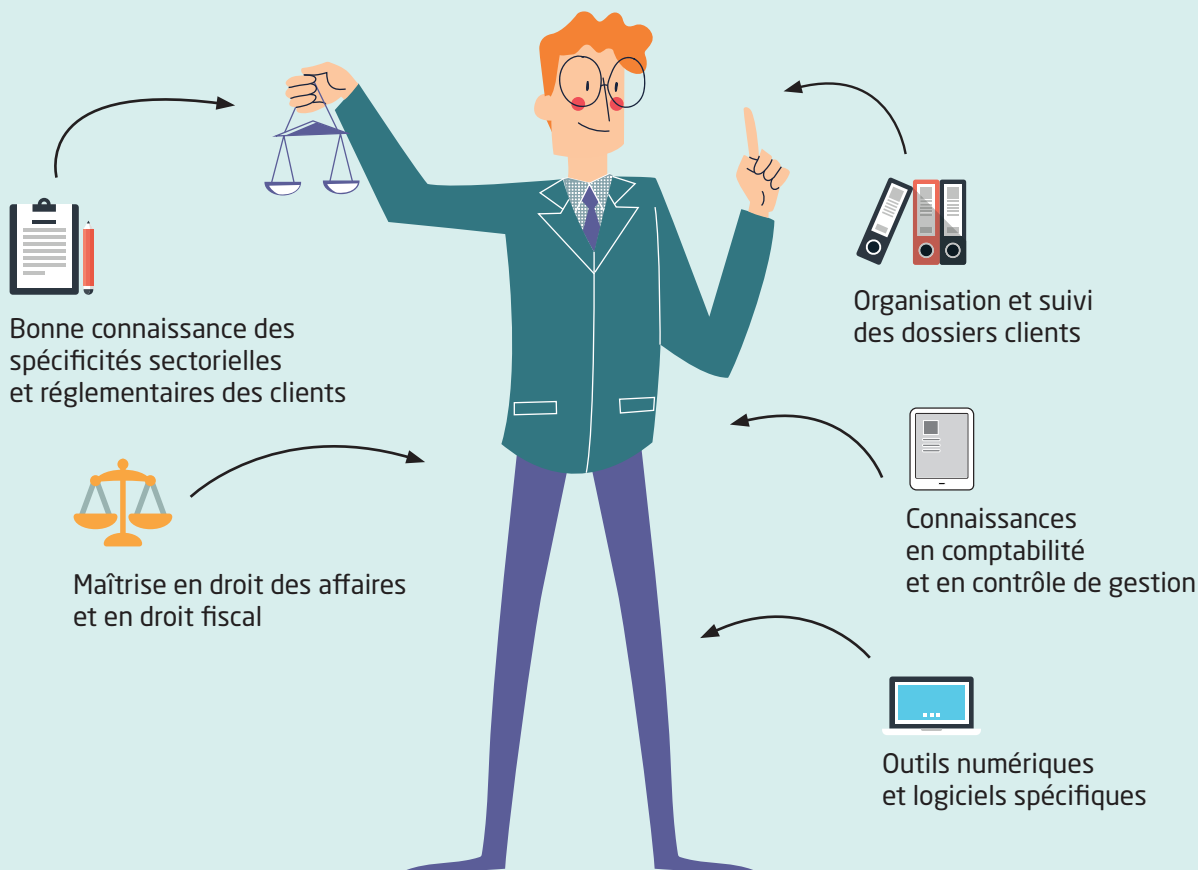 Bonne connaissance des
spécificités sectorielles
et réglementaires des clients
Maîtrise en droit des affaires
et en droit fiscal
Organisation et suivi
des dossiers clients
Connaissances
en comptabilité
et en contrôle de gestion
Outils numériques
et logiciels spécifiques